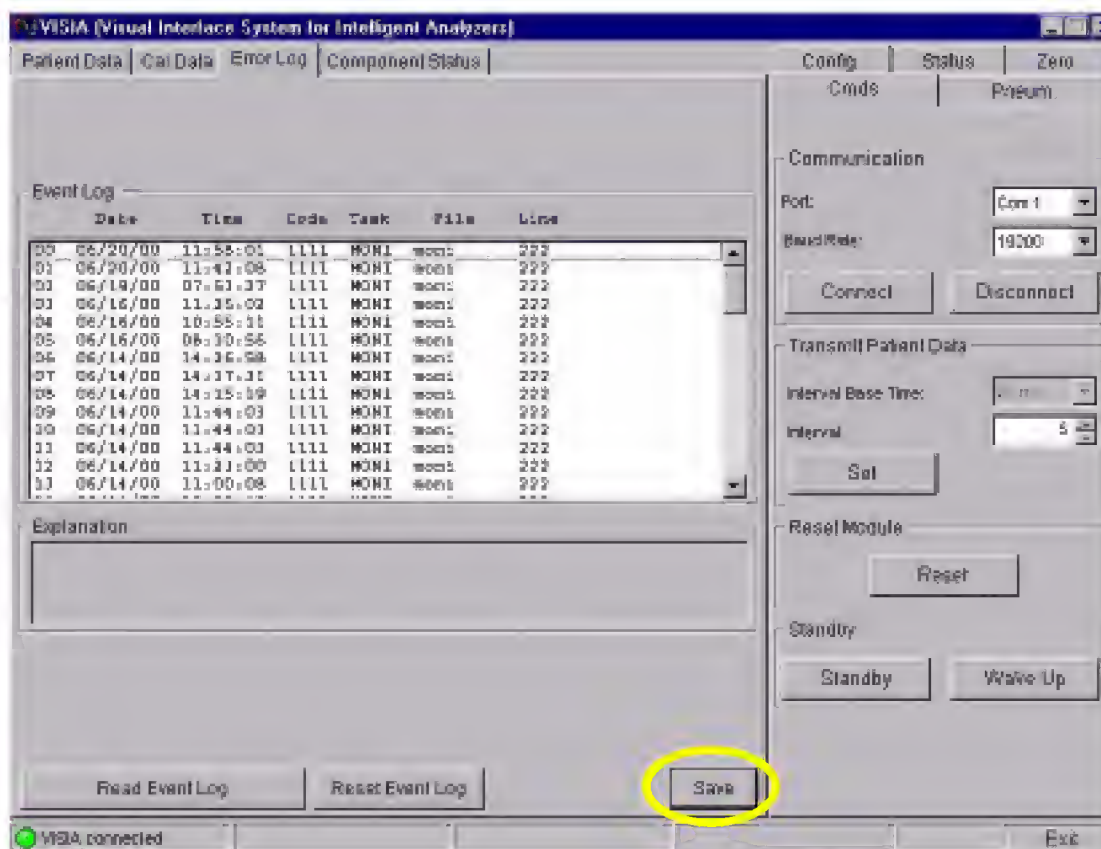 VISIA (Visual Interface System for Intelligent Analyzers)
Patient Data Cal Data Error Log Component Status
Config Status Zero
Cmds Pneum
Event Log
Date Time Code Task File Line
00 06/20/00 11:58:01 1111 MONI moni 222
01 06/20/00 1111 MONI moni 222
02 06/19/00 1111 MONI moni 222
03 06/16/00 1111 MONI moni 222
04 06/16/00 10:55:11 1111 MONI moni 222
05 06/16/00 1111 MONI moni 222
06 06/14/00 1111 MONI moni 222
07 06/14/00 1111 MONI moni 222
08 06/14/00 14:15:19 1111 MONI moni 222
09 06/14/00 11:44:03 1111 MONI moni 222
10 06/14/00 11:44:03 1111 MONI moni 222
11 06/14/00 11:44:03 1111 MONI moni 222
12 06/14/00 1111 MONI moni 222
13 06/14/00 11:00:08 1111 MONI moni 222
Explanation
Read Event Log Reset Event Log Save
Communication
Port: Com 1
Baud Rate: 19200
Connect Disconnect
Transmit Patient Data
Interval Base Time:
Interval 5
Set
Reset Module
Reset
Standby
Standby Wake Up
VISIA connected
Exit